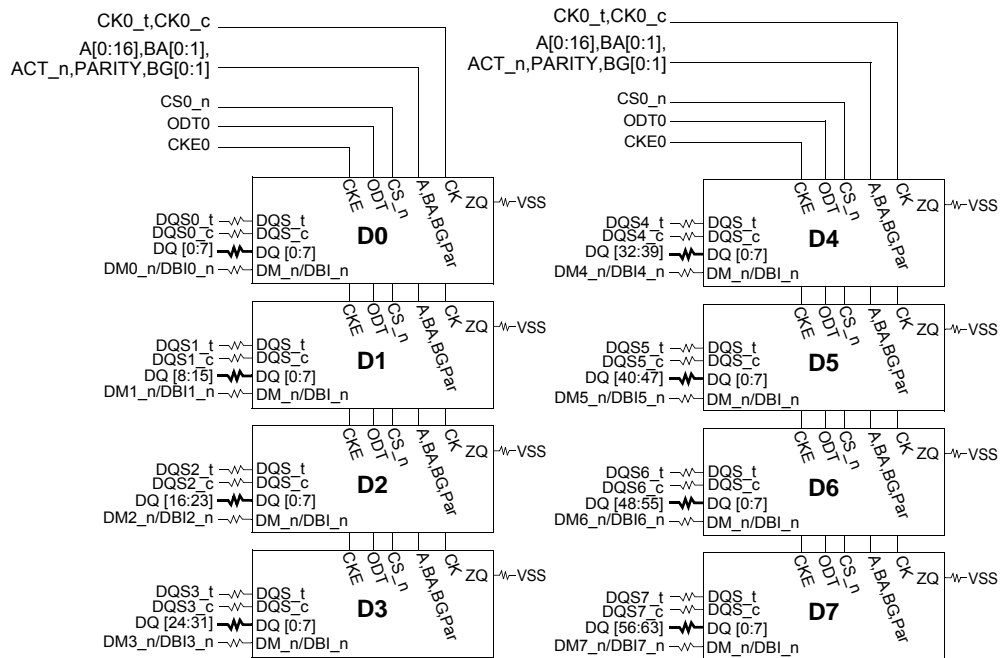 CK0_t,CK0_c
A[0:16],BA[0:1],
ACT_n,PARITY,BG[0:1]
CS0_n
ODT0
CKE0
CKE
ODT
CS_n
A,BA,BG,Par
CK
ZQ
VSS
DQS0_t
DQS0_c
DQ [0:7]
DM0_n/DBI0_n
DQS_t
DQS_c
DQ [0:7]
DM_n/DBI_n
D0
CKE
ODT
CS_n
A,BA,BG,Par
CK
ZQ
VSS
DQS1_t
DQS1_c
DQ [8:15]
DM1_n/DBI1_n
DQS_t
DQS_c
DQ [0:7]
DM_n/DBI_n
D1
CKE
ODT
CS_n
A,BA,BG,Par
CK
ZQ
VSS
DQS2_t
DQS2_c
DQ [16:23]
DM2_n/DBI2_n
DQS_t
DQS_c
DQ [0:7]
DM_n/DBI_n
D2
CKE
ODT
CS_n
A,BA,BG,Par
CK
ZQ
VSS
DQS3_t
DQS3_c
DQ [24:31]
DM3_n/DBI3_n
DQS_t
DQS_c
DQ [0:7]
DM_n/DBI_n
D3
CK0_t,CK0_c
A[0:16],BA[0:1],
ACT_n,PARITY,BG[0:1]
CS0_n
ODT0
CKE0
CKE
ODT
CS_n
A,BA,BG,Par
CK
ZQ
VSS
DQS4_t
DQS4_c
DQ [32:39]
DM4_n/DBI4_n
DQS_t
DQS_c
DQ [0:7]
DM_n/DBI_n
D4
CKE
ODT
CS_n
A,BA,BG,Par
CK
ZQ
VSS
DQS5_t
DQS5_c
DQ [40:47]
DM5_n/DBI5_n
DQS_t
DQS_c
DQ [0:7]
DM_n/DBI_n
D5
CKE
ODT
CS_n
A,BA,BG,Par
CK
ZQ
VSS
DQS6_t
DQS6_c
DQ [48:55]
DM6_n/DBI6_n
DQS_t
DQS_c
DQ [0:7]
DM_n/DBI_n
D6
CKE
ODT
CS_n
A,BA,BG,Par
CK
ZQ
VSS
DQS7_t
DQS7_c
DQ [56:63]
DM7_n/DBI7_n
DQS_t
DQS_c
DQ [0:7]
DM_n/DBI_n
D7